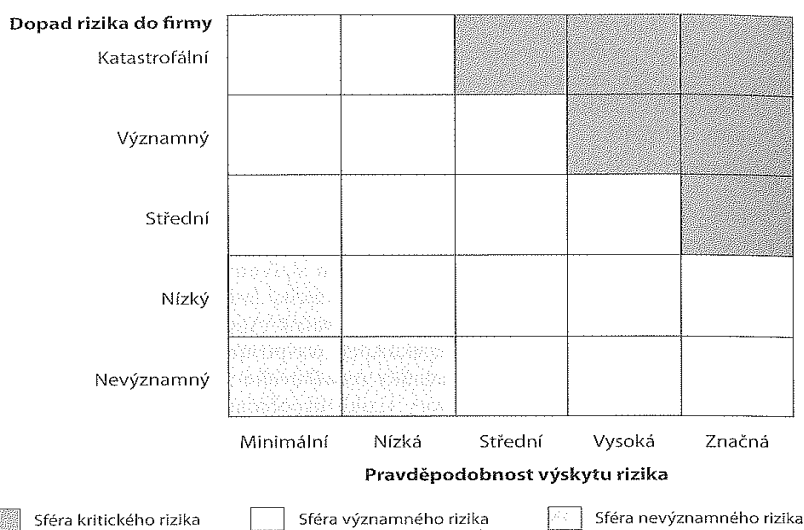 Dopad rizika do firmy
Katastrofální
Významný
Střední
Nízký
Nevýznamný
Minimální Nízká Střední Vysoká Značná
Pravděpodobnost výskytu rizika
Sféra kritického rizika Sféra významného rizika Sféra nevýznamného rizika